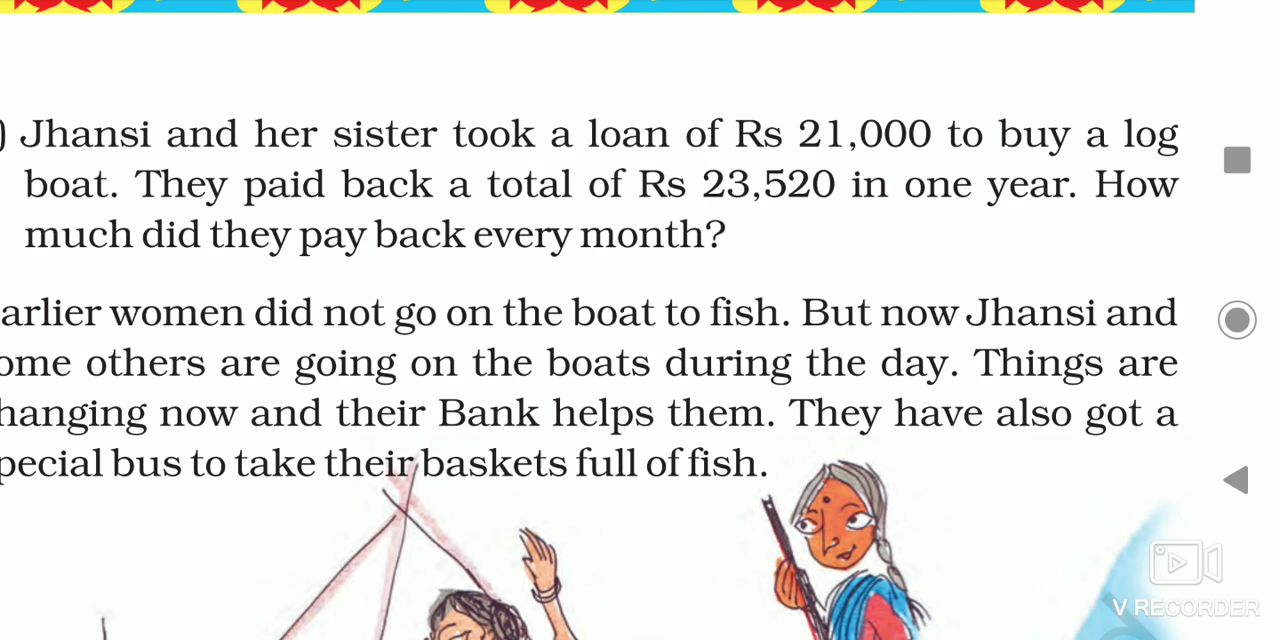 ) Jhansi and her sister took a loan of Rs 21,000 to buy a log
boat. They paid back a total of Rs 23,520 in one year. How
much did they pay back every month?
arlier women did not go on the boat to fish. But now Jhansi and
ome others are going on the boats during the day. Things are
hanging now and their Bank helps them. They have also got a
pecial bus to take their baskets full of fish.
V RECORDER